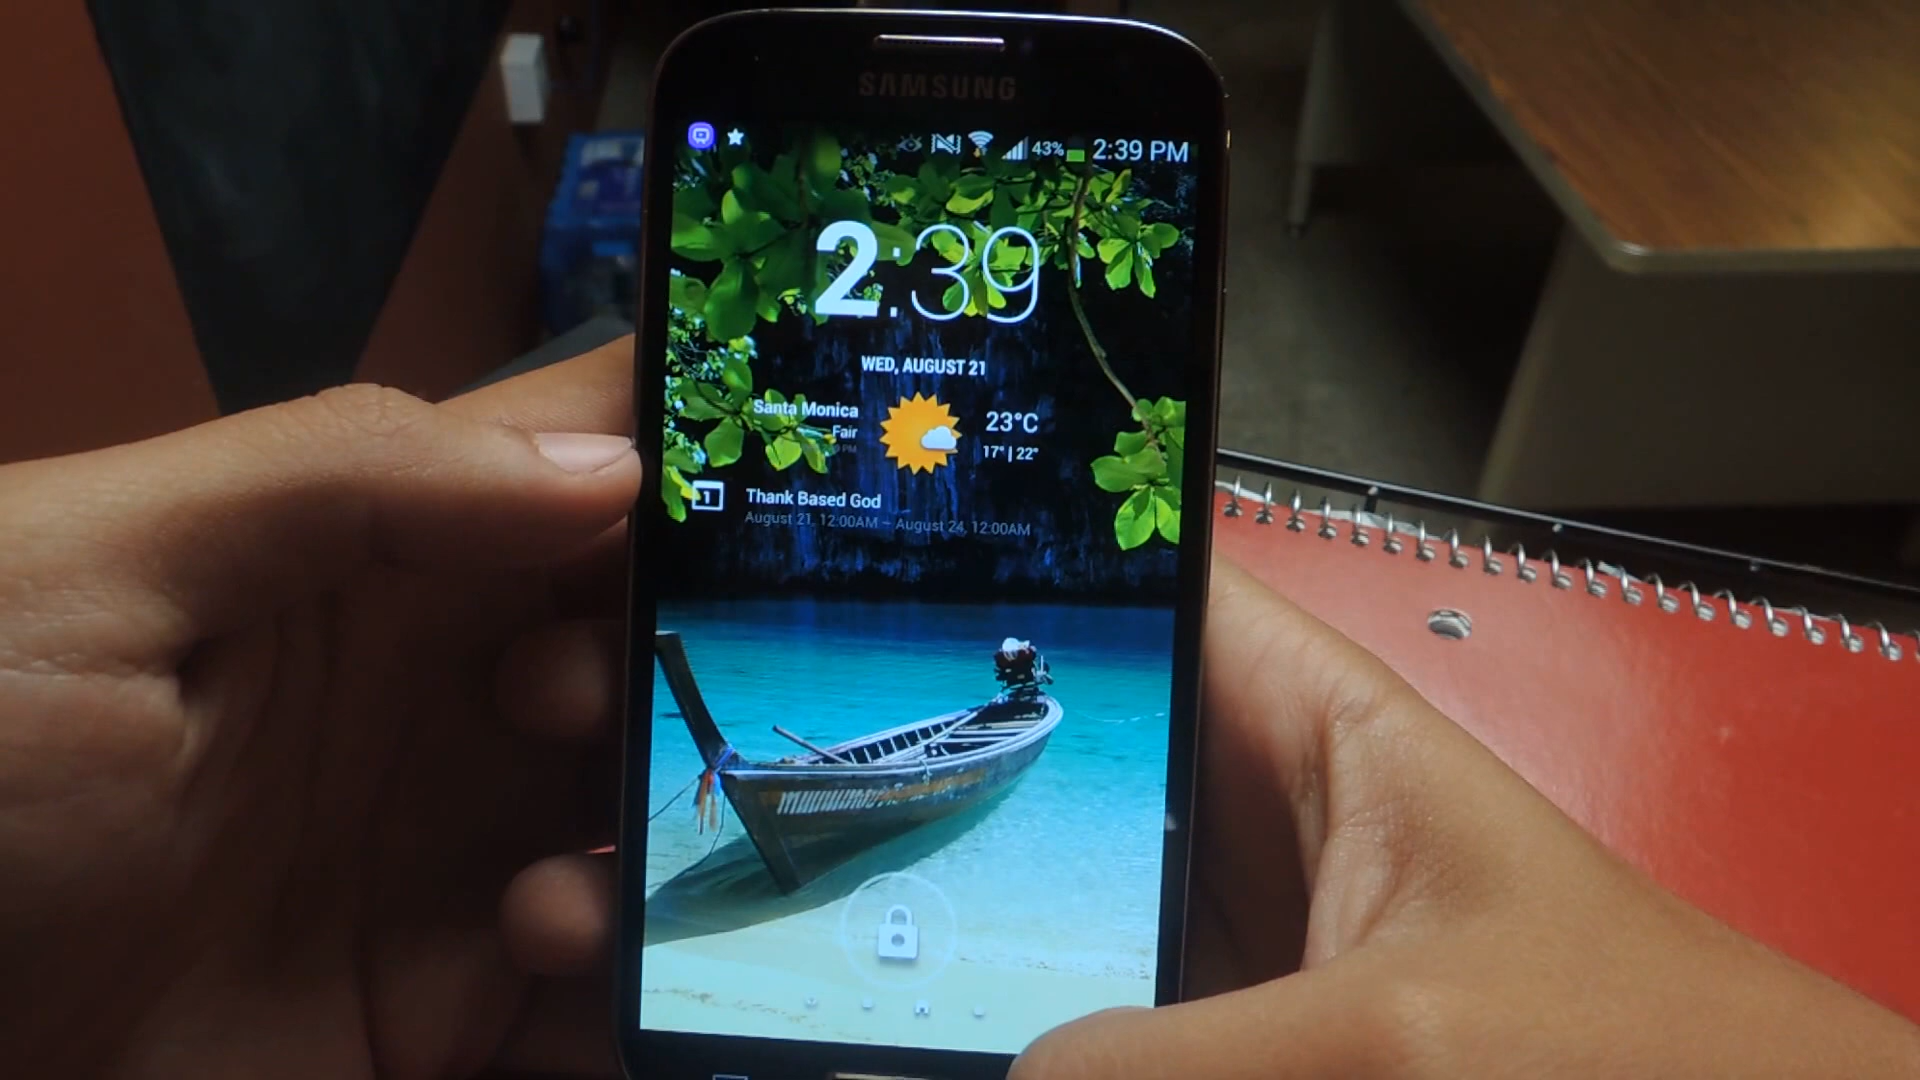 SAMSUNG
43% 2:39 PM
2:39
WED, AUGUST 21
Santa Monica
Fair
23°C
17° | 22°
1
Thank Based God
August 21, 12:00AM – August 24, 12:00AM